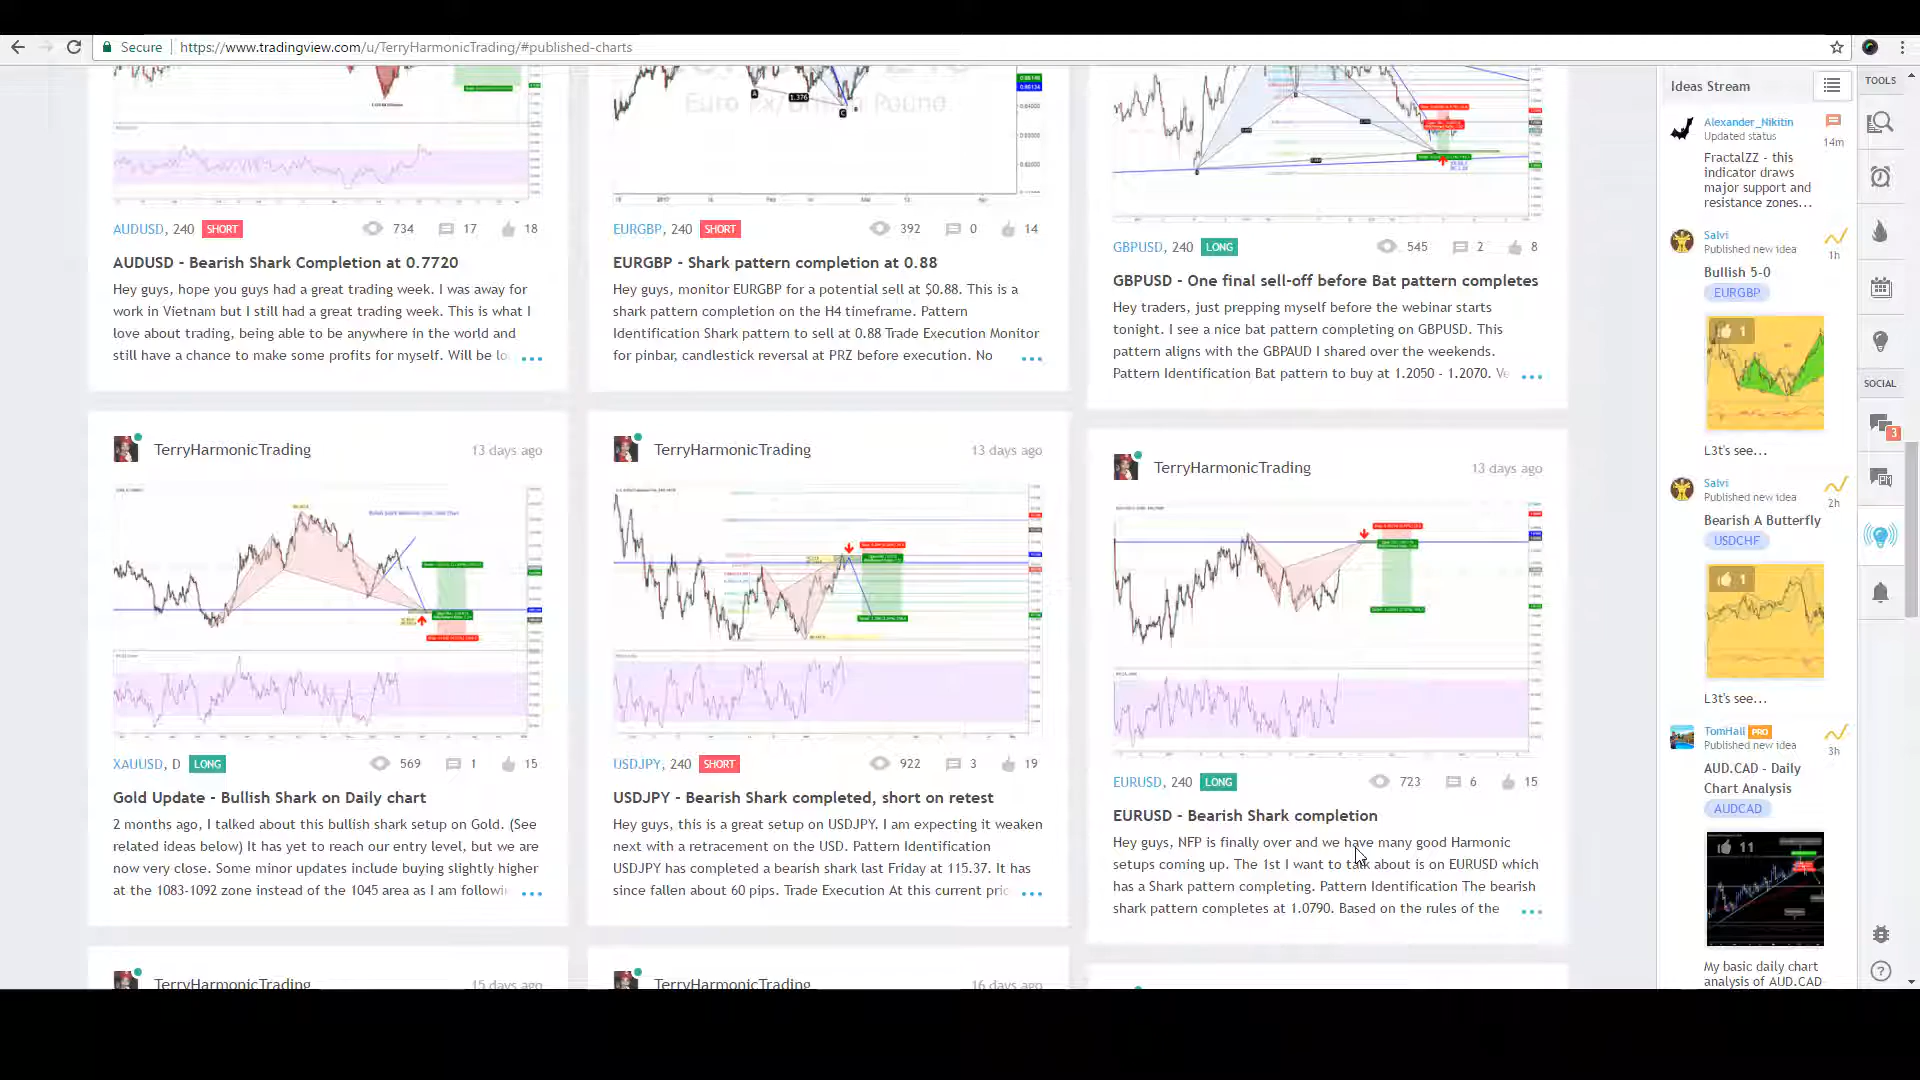 Secure
https://www.tradingview.com/u/TerryHarmonicTrading/#published-charts
Euro Fx/British Pound
1.376
AUDUSD, 240 SHORT 734 17 18
AUDUSD - Bearish Shark Completion at 0.7720
Hey guys, hope you guys had a great trading week. I was away for
work in Vietnam but I still had a great trading week. This is what I
love about trading, being able to be anywhere in the world and
still have a chance to make some profits for myself. Will be lo
EURGBP, 240 SHORT 392 0 14
EURGBP - Shark pattern completion at 0.88
Hey guys, monitor EURGBP for a potential sell at $0.88. This is a
shark pattern completion on the H4 timeframe. Pattern
Identification Shark pattern to sell at 0.88 Trade Execution Monitor
for pinbar, candlestick reversal at PRZ before execution. No
GBPUSD, 240 LONG 545 2 8
GBPUSD - One final sell-off before Bat pattern completes
Hey traders, just prepping myself before the webinar starts
tonight. I see a nice bat pattern completing on GBPUSD. This
pattern aligns with the GBPAUD I shared over the weekends.
Pattern Identification Bat pattern to buy at 1.2050 - 1.2070. Ve
TerryHarmonicTrading 13 days ago
XAUUSD, D LONG 569 1 15
Gold Update - Bullish Shark on Daily chart
2 months ago, I talked about this bullish shark setup on Gold. (See
related ideas below) It has yet to reach our entry level, but we are
now very close. Some minor updates include buying slightly higher
at the 1083-1092 zone instead of the 1045 area as I am followi
TerryHarmonicTrading 13 days ago
USDJPY, 240 SHORT 922 3 19
USDJPY - Bearish Shark completed, short on retest
Hey guys, this is a great setup on USDJPY. I am expecting it weaken
next with a retracement on the USD. Pattern Identification
USDJPY has completed a bearish shark last Friday at 115.37. It has
since fallen about 60 pips. Trade Execution At this current pric
TerryHarmonicTrading 13 days ago
EURUSD, 240 LONG 723 6 15
EURUSD - Bearish Shark completion
Hey guys, NFP is finally over and we have many good Harmonic
setups coming up. The 1st I want to talk about is on EURUSD which
has a Shark pattern completing. Pattern Identification The bearish
shark pattern completes at 1.0790. Based on the rules of the
TerryHarmonicTrading 15 days ago
TerryHarmonicTrading 16 days ago
Ideas Stream
Alexander_Nikitin
Updated status
14m
FractalZZ - this
indicator draws
major support and
resistance zones...
Salvi
Published new idea
1h
Bullish 5-0
EURGBP
1
L3t's see...
Salvi
Published new idea
2h
Bearish A Butterfly
USDCHF
1
L3t's see...
TomHall PRO
Published new idea
3h
AUD.CAD - Daily
Chart Analysis
AUDCAD
11
My basic daily chart
analysis of AUD.CAD
TOOLS
SOCIAL
3